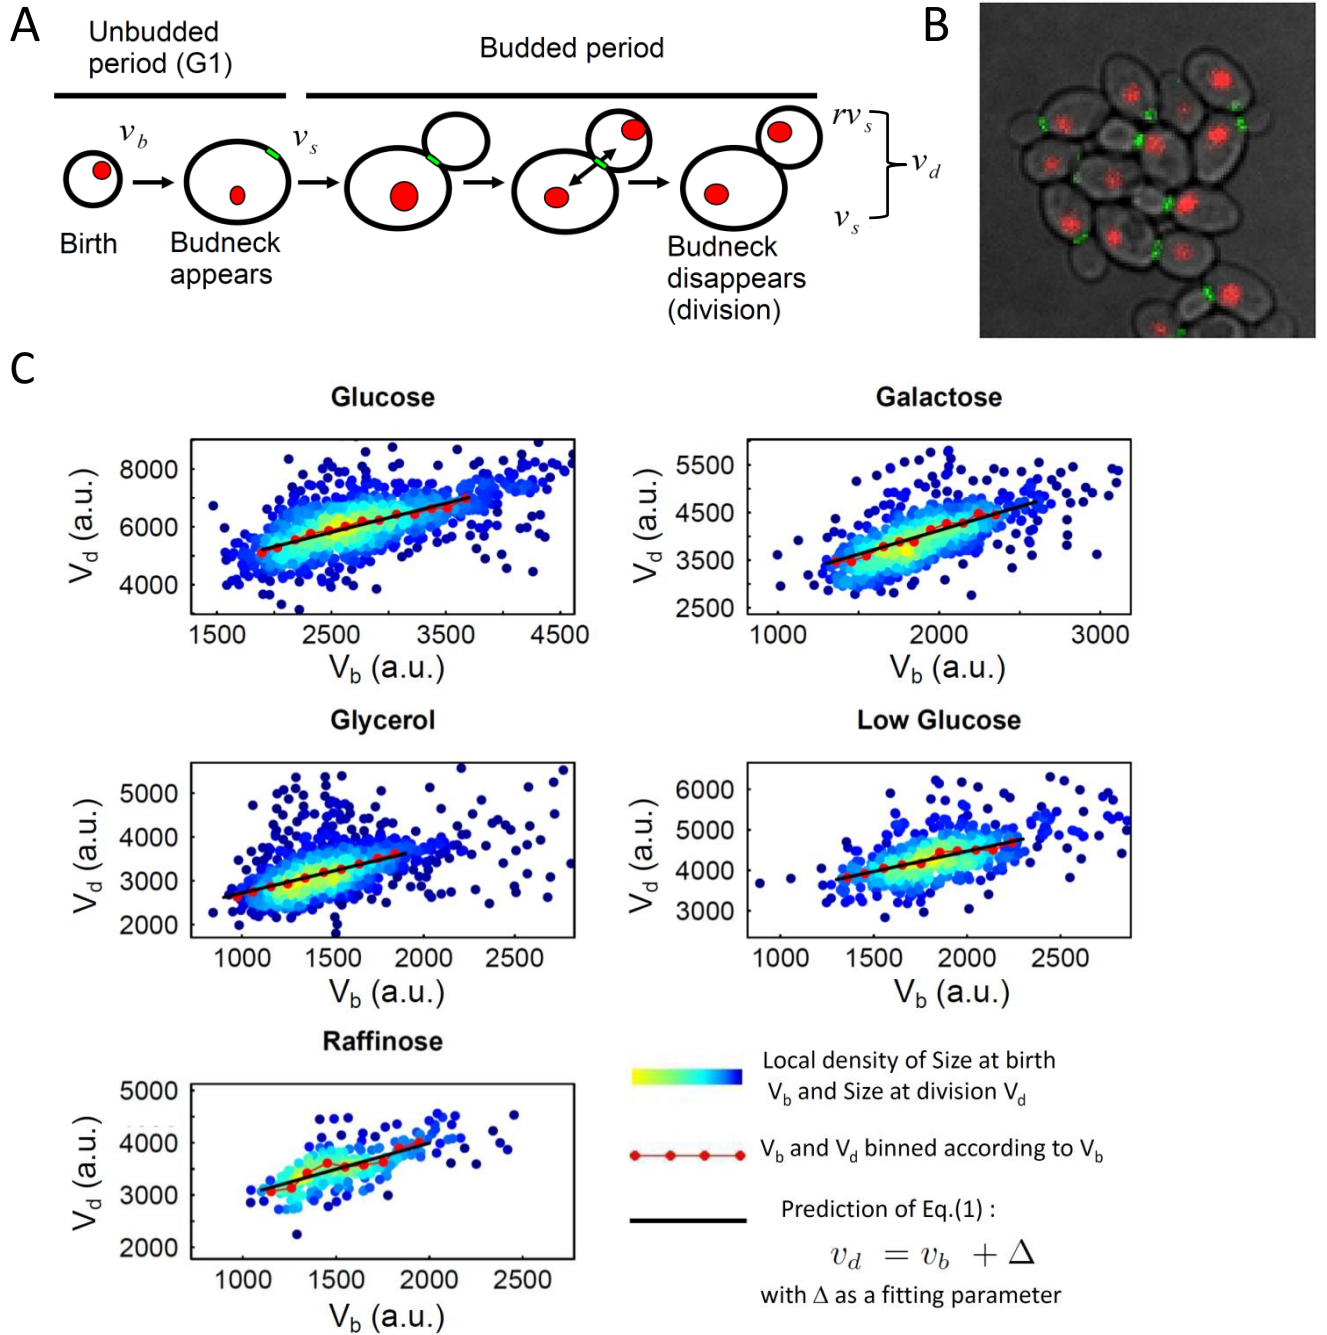 A
B
Unbudded
period (G1)
Budded period
v_b
v_s
rv_s
v_d
v_s
Birth
Budneck
appears
Budneck
disappears
(division)
C
Glucose
V_d (a.u.)
8000
6000
4000
1500 2500 3500 4500
V_b (a.u.)
Galactose
V_d (a.u.)
5500
4500
3500
2500
1000 2000 3000
V_b (a.u.)
Glycerol
V_d (a.u.)
5000
4000
3000
2000
1000 1500 2000 2500
V_b (a.u.)
Low Glucose
V_d (a.u.)
6000
5000
4000
3000
1000 1500 2000 2500
V_b (a.u.)
Raffinose
V_d (a.u.)
5000
4000
3000
2000
1000 1500 2000 2500
V_b (a.u.)
Local density of Size at birth
V_b and Size at division V_d
V_b and V_d binned according to V_b
Prediction of Eq.(1) :
v_d = v_b + Δ
with Δ as a fitting parameter